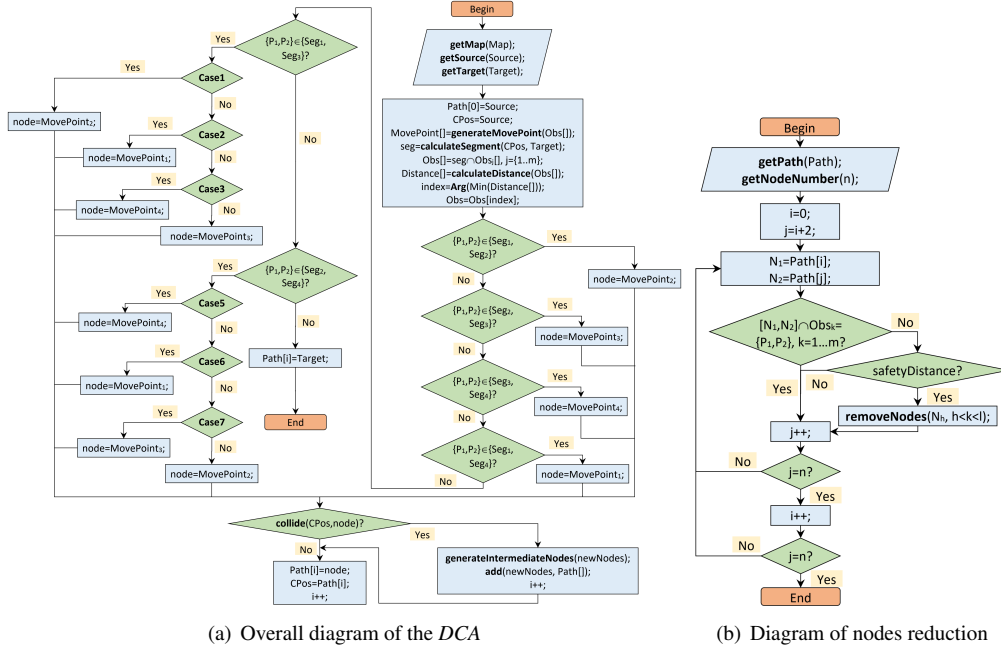 Begin
getMap(Map);
getSource(Source);
getTarget(Target);
Path[0]=Source;
CPos=Source;
MovePoint[]=generateMovePoint(Obs[]);
seg=calculateSegment(CPos, Target);
Obs[]=seg∩Obsⱼ[], j={1..m};
Distance[]=calculateDistance(Obs[]);
index=Arg(Min(Distance[]));
Obs=Obs[index];
{P₁,P₂}∈{Seg₁,
Seg₂}?
Yes
node=MovePoint₂;
No
{P₁,P₂}∈{Seg₂,
Seg₃}?
Yes
node=MovePoint₃;
No
{P₁,P₂}∈{Seg₃,
Seg₄}?
Yes
node=MovePoint₄;
No
{P₁,P₂}∈{Seg₁,
Seg₄}?
Yes
node=MovePoint₁;
No
{P₁,P₂}∈{Seg₁,
Seg₃}?
Yes
No
Case1
Yes
node=MovePoint₂;
No
Case2
Yes
node=MovePoint₁;
No
Case3
Yes
node=MovePoint₄;
No
node=MovePoint₃;
{P₁,P₂}∈{Seg₂,
Seg₄}?
Yes
No
Path[i]=Target;
End
Case5
Yes
node=MovePoint₄;
No
Case6
Yes
node=MovePoint₁;
No
Case7
Yes
node=MovePoint₃;
No
node=MovePoint₂;
collide(CPos,node)?
Yes
No
generateIntermediateNodes(newNodes);
add(newNodes, Path[]);
i++;
Path[i]=node;
CPos=Path[i];
i++;
(a) Overall diagram of the DCA
Begin
getPath(Path);
getNodeNumber(n);
i=0;
j=i+2;
N₁=Path[i];
N₂=Path[j];
[N₁,N₂]∩Obsₖ=
{P₁,P₂}, k=1...m?
No
Yes
safetyDistance?
No
Yes
removeNodes(Nₕ, h<k<l);
j++;
j=n?
No
Yes
i++;
j=n?
No
Yes
End
(b) Diagram of nodes reduction